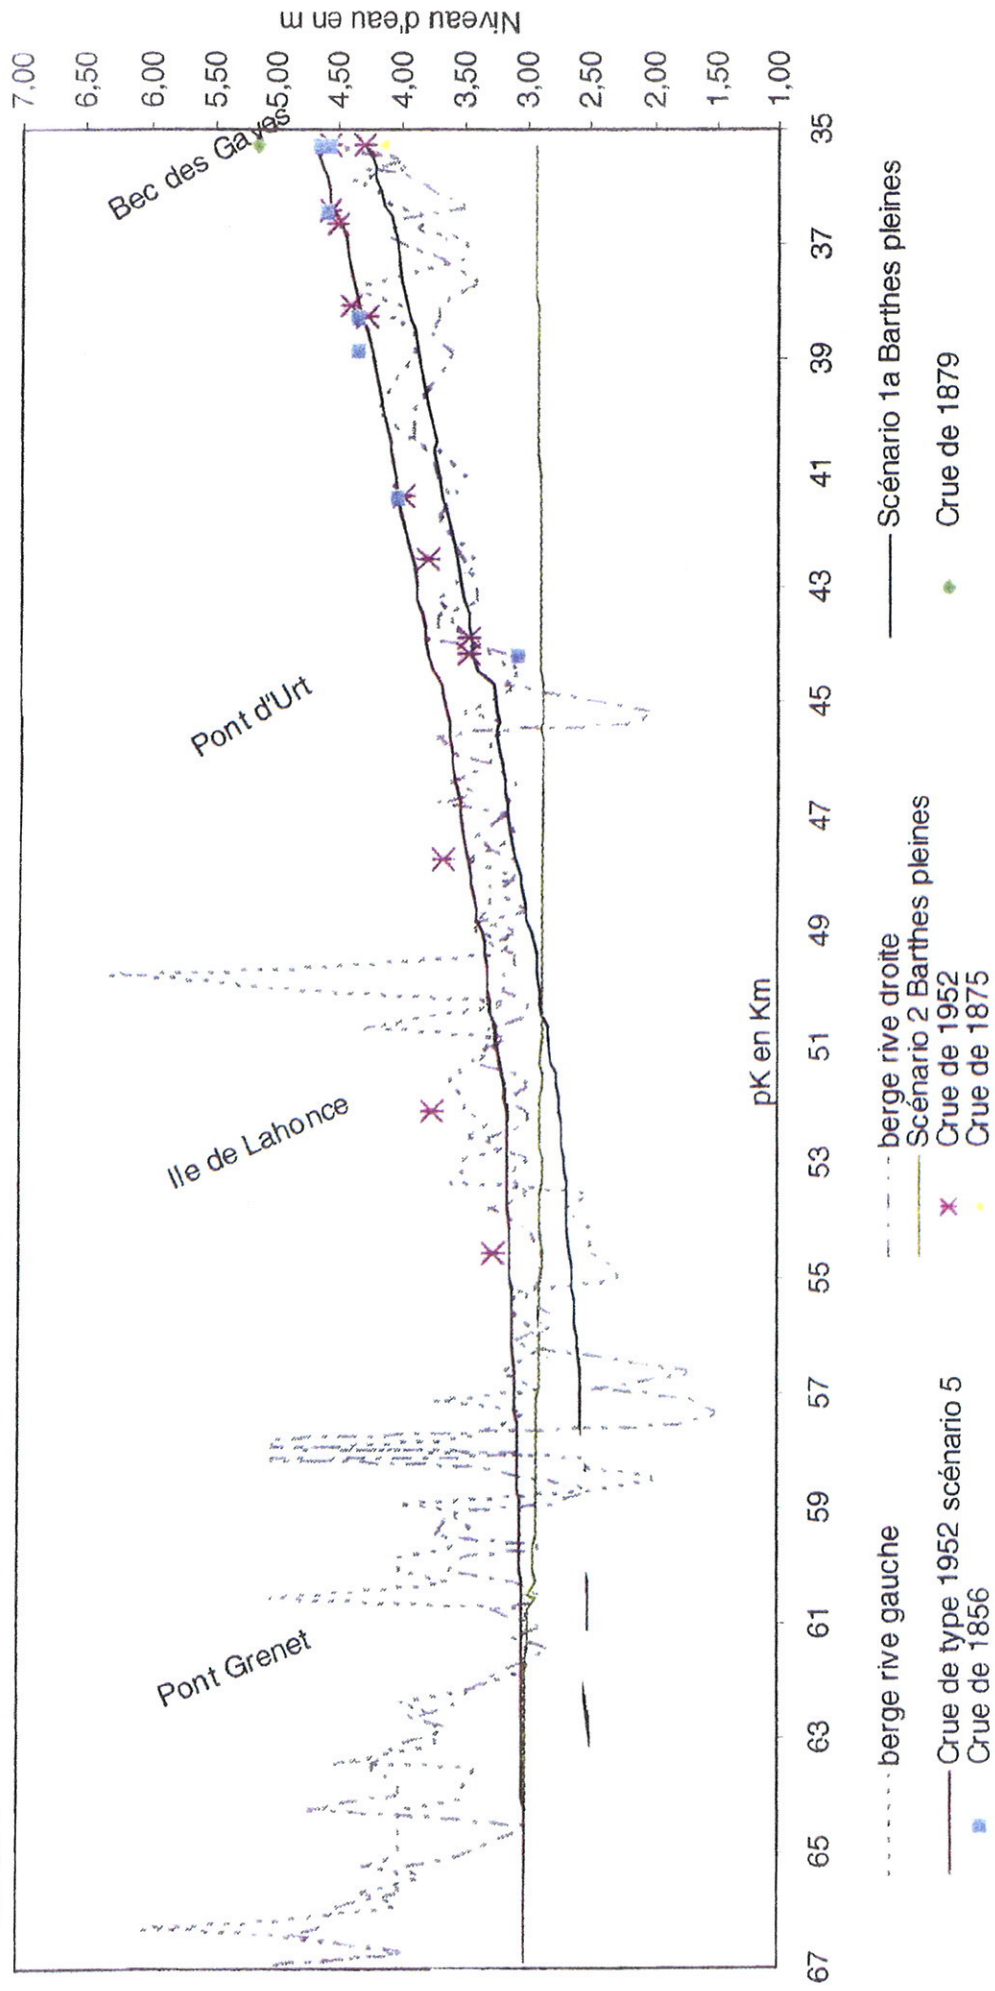 Niveau d'eau en m
7,00
6,50
6,00
5,50
5,00
4,50
4,00
3,50
3,00
2,50
2,00
1,50
1,00
Bec des Gaves
Pont d'Urt
Ile de Lahonce
Pont Grenet
67
65
63
61
59
57
55
53
51
49
47
45
43
41
39
37
35
pK en Km
berge rive gauche
berge rive droite
Scénario 1a Barthes pleines
Scénario 2 Barthes pleines
Crue de type 1952 scénario 5
Crue de 1952
Crue de 1879
Crue de 1856
Crue de 1875